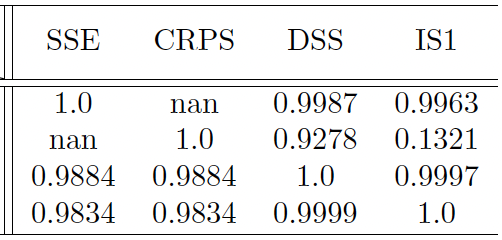 SSE CRPS DSS IS1
1.0 nan 0.9987 0.9963
nan 1.0 0.9278 0.1321
0.9884 0.9884 1.0 0.9997
0.9834 0.9834 0.9999 1.0